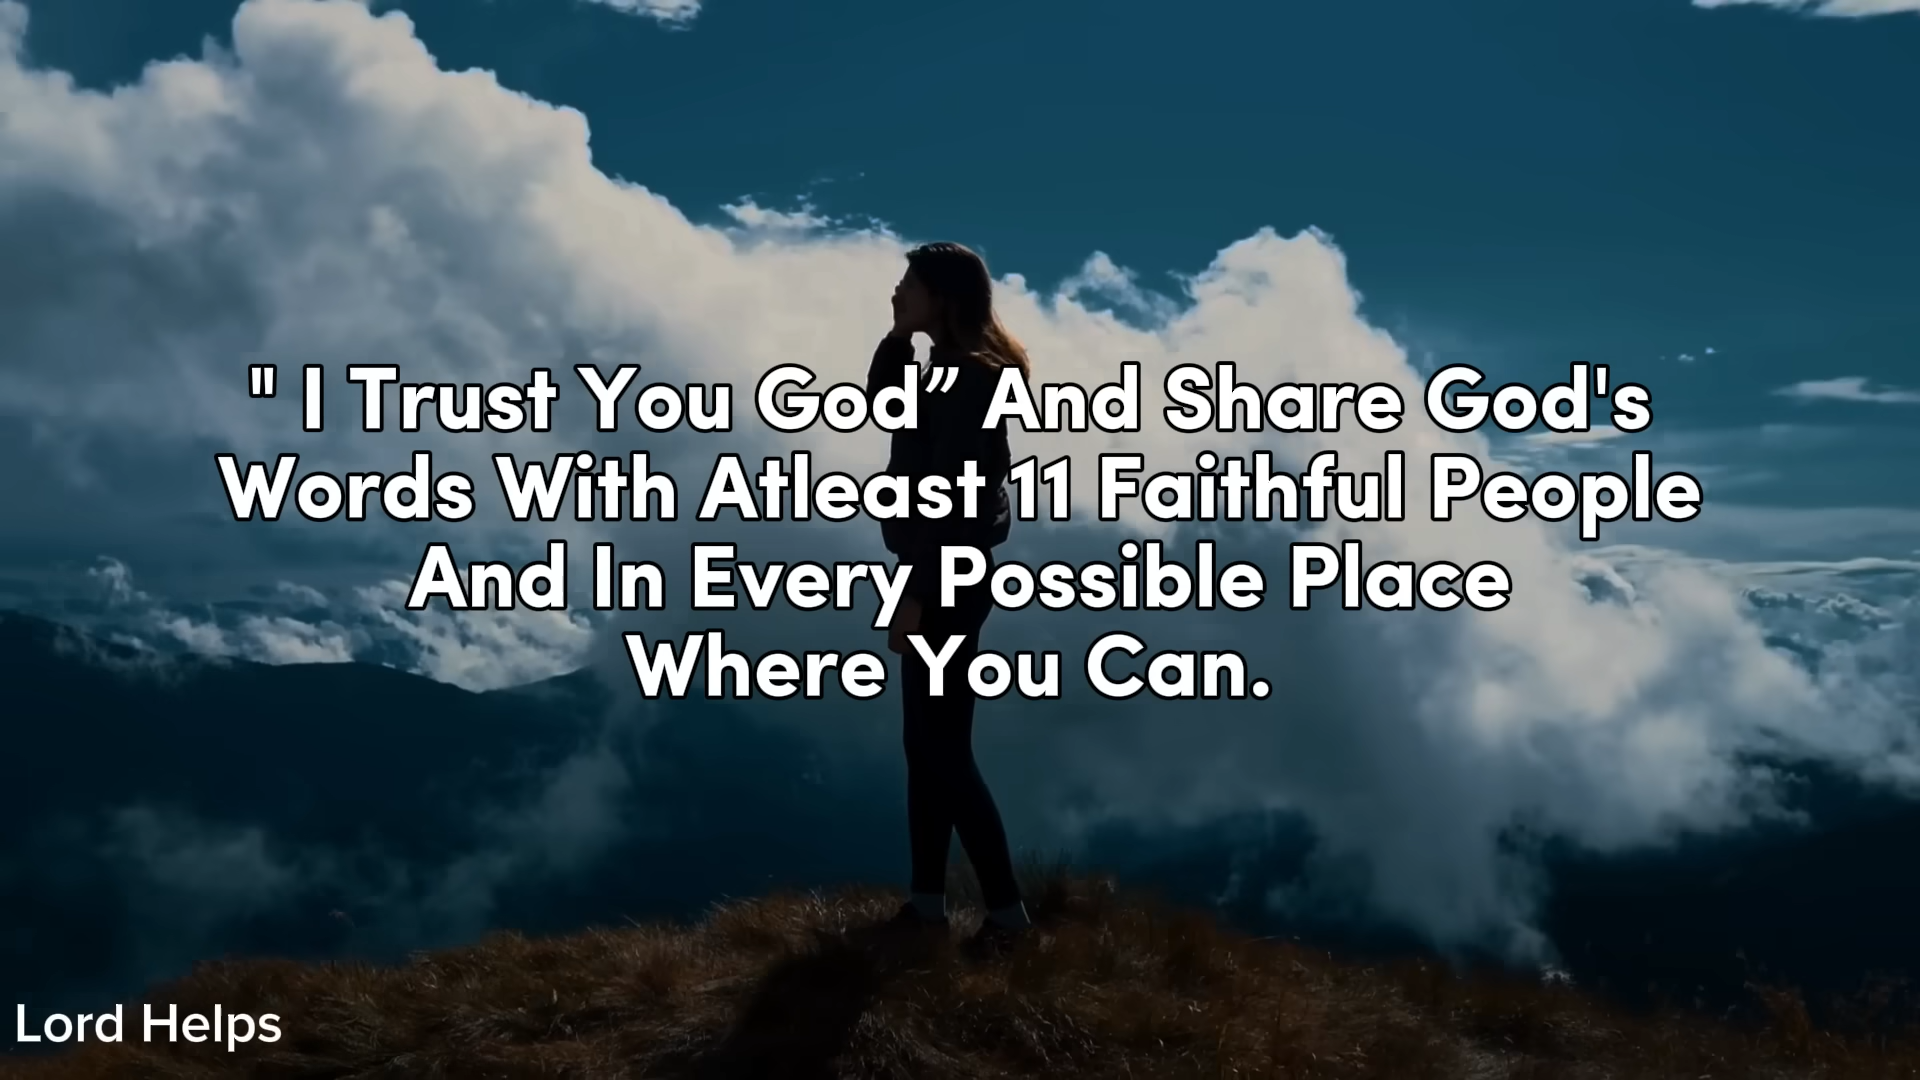 " I Trust You God” And Share God's
Words With Atleast 11 Faithful People
And In Every Possible Place
Where You Can.
Lord Helps